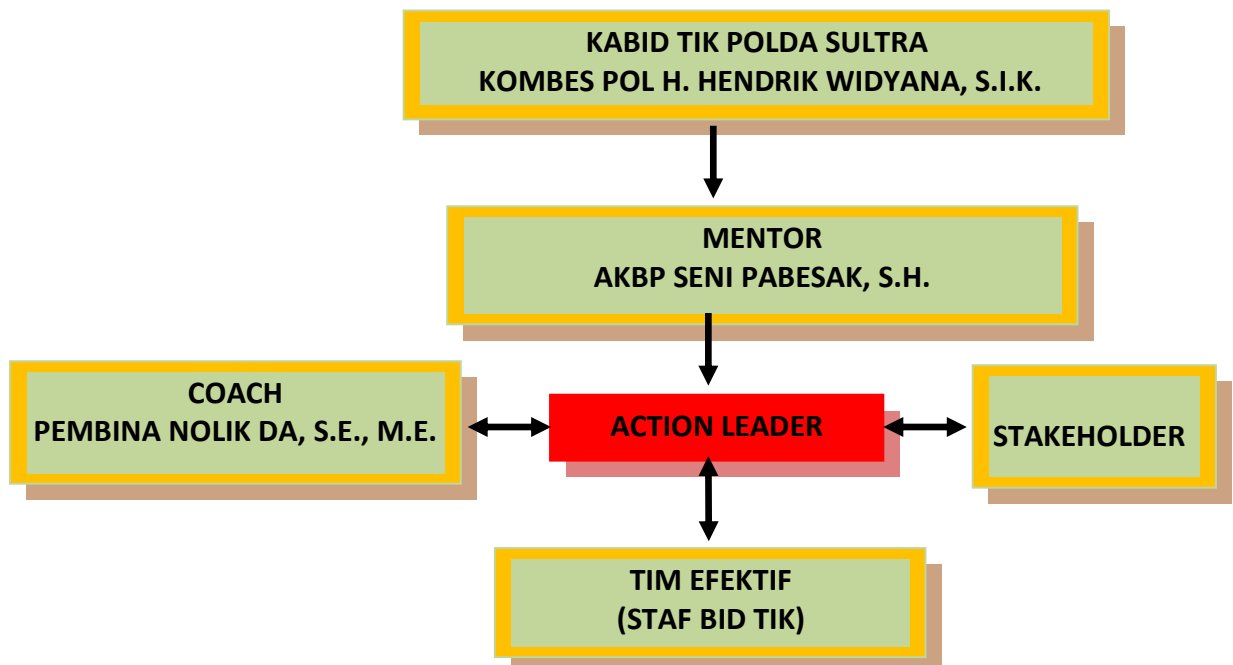 KABID TIK POLDA SULTRA
KOMBES POL H. HENDRIK WIDYANA, S.I.K.
MENTOR
AKBP SENI PABESAK, S.H.
COACH
PEMBINA NOLIK DA, S.E., M.E.
ACTION LEADER
STAKEHOLDER
TIM EFEKTIF
(STAF BID TIK)